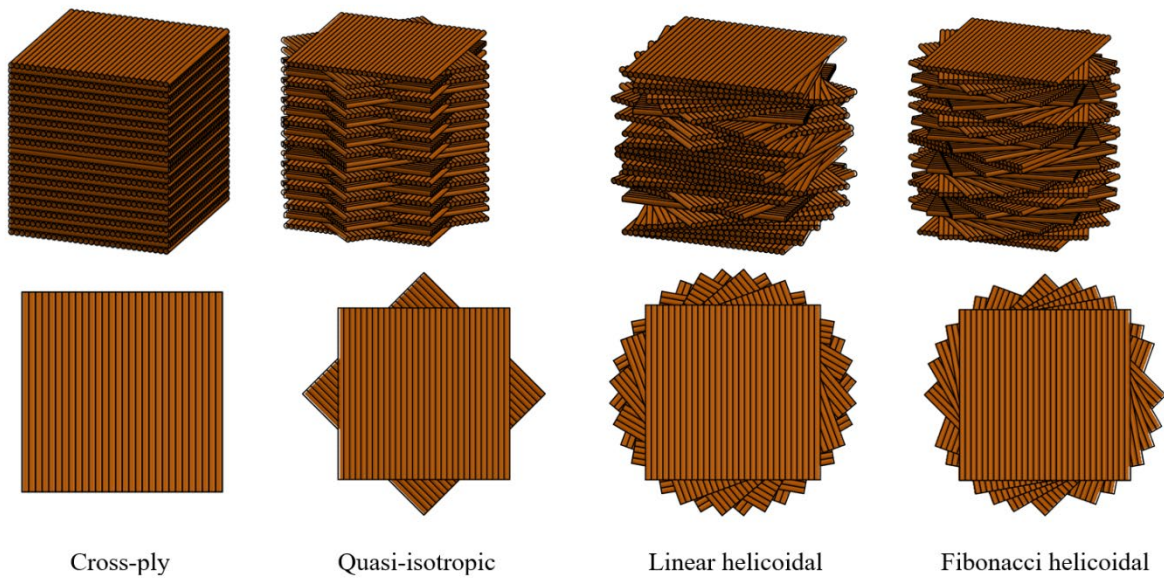 Cross-ply
Quasi-isotropic
Linear helicoidal
Fibonacci helicoidal